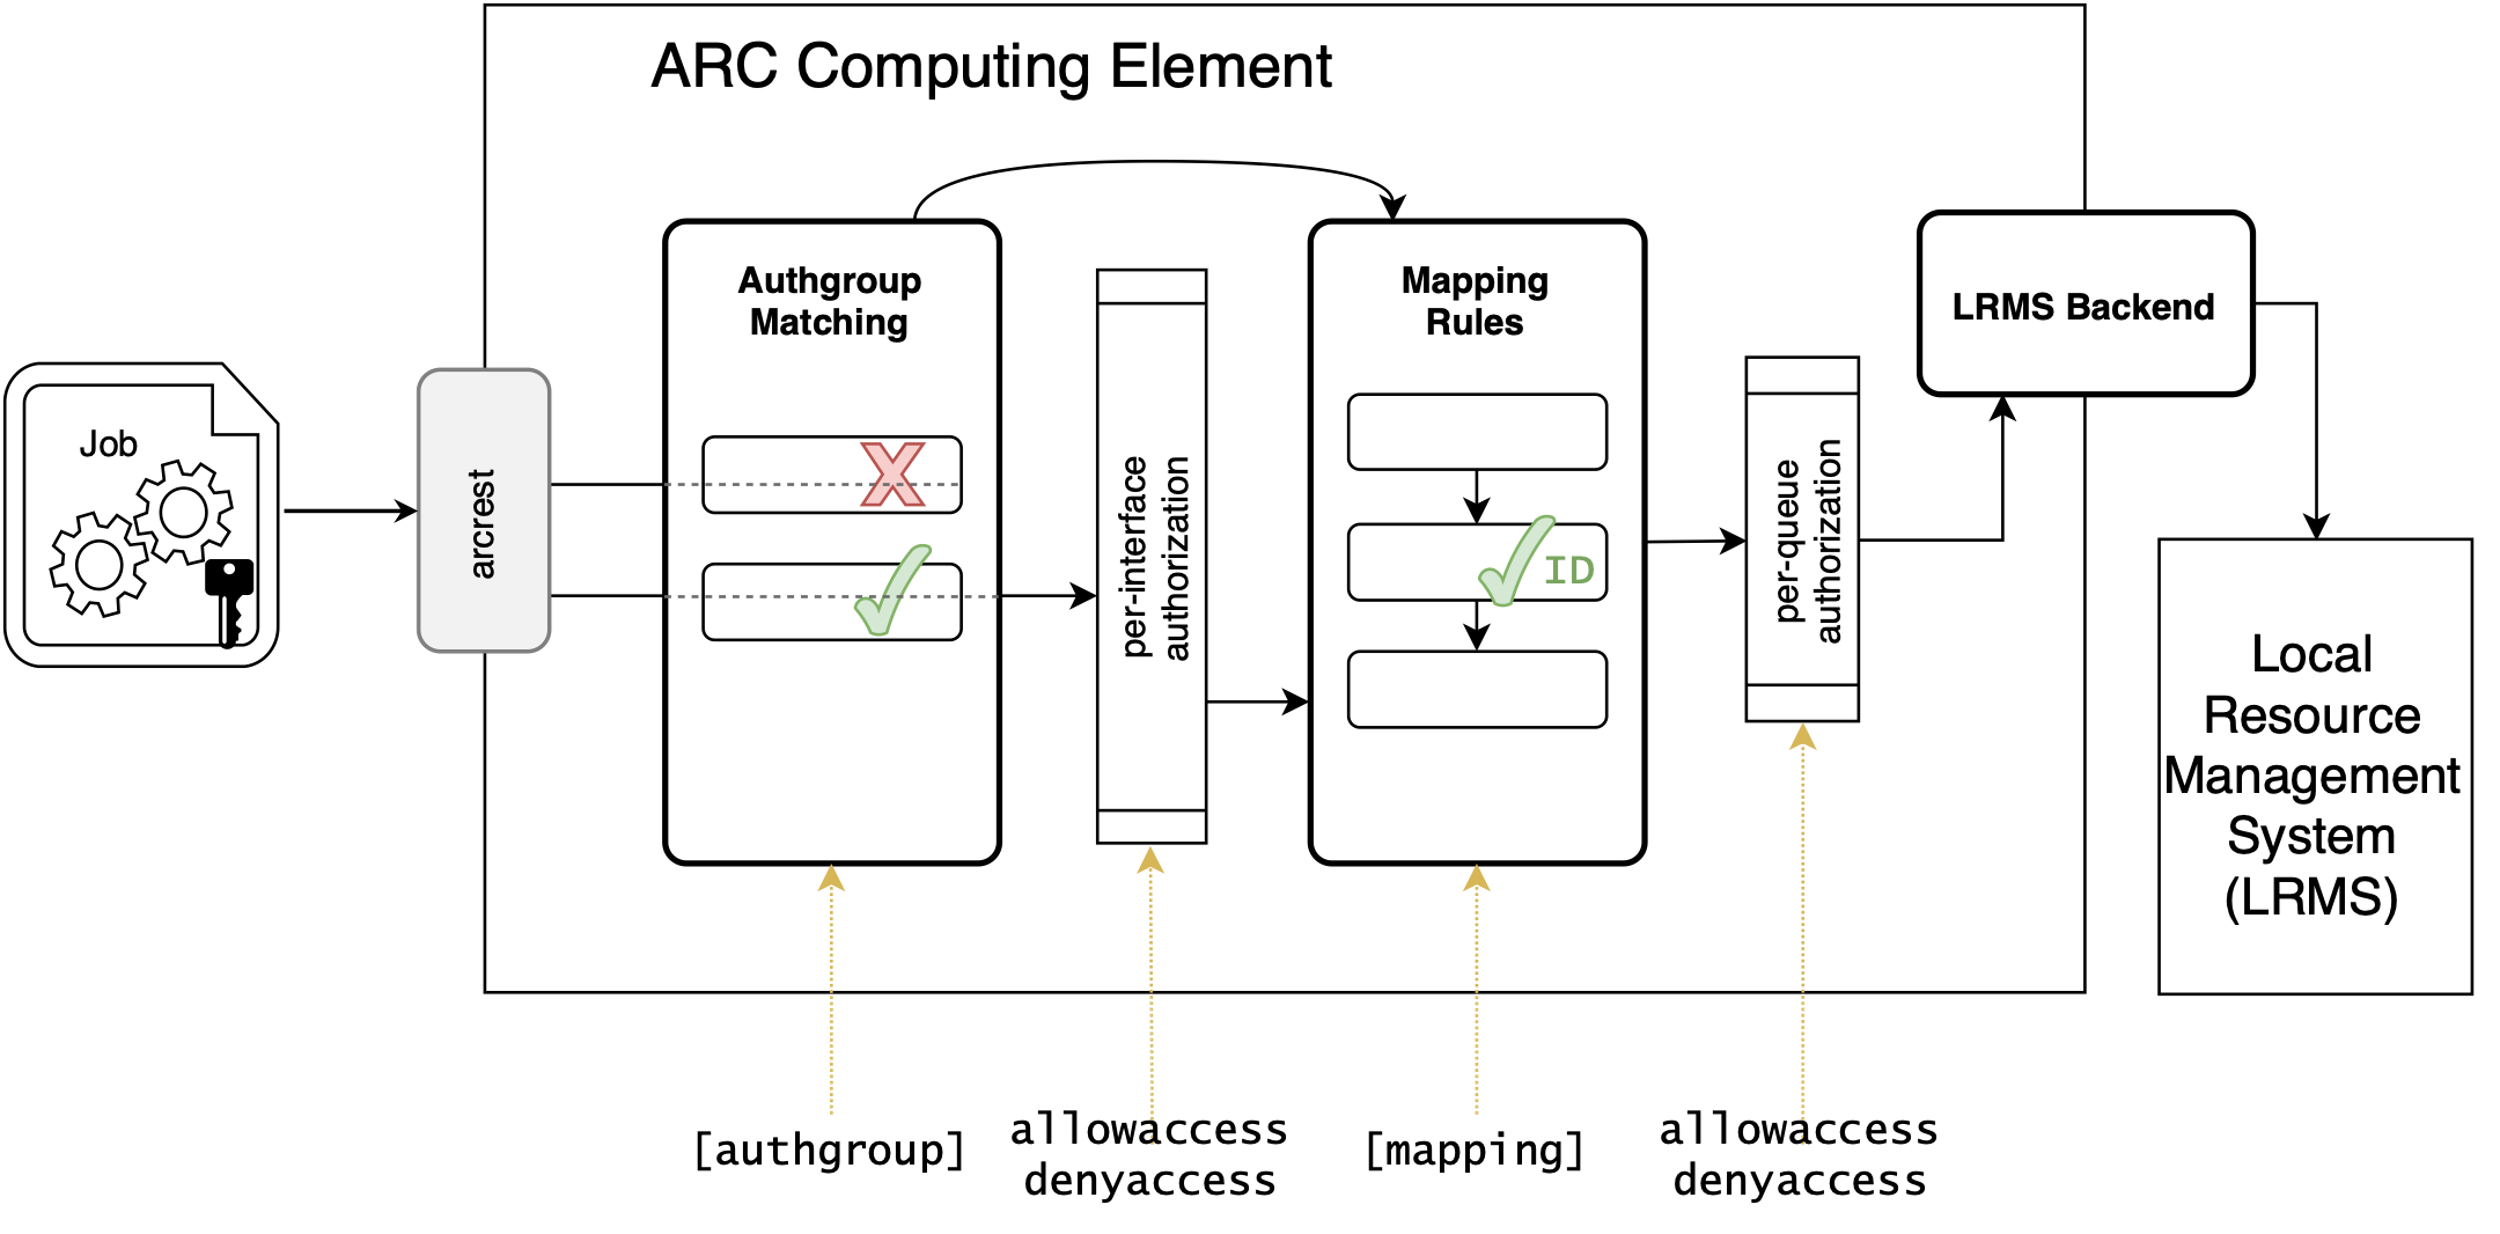 ARC Computing Element
Job
arcrest
Authgroup
Matching
X
per-interface
authorization
Mapping
Rules
ID
per-queue
authorization
LRMS Backend
Local
Resource
Management
System
(LRMS)
[authgroup]
allowaccess
denyaccess
[mapping]
allowaccess
denyaccess